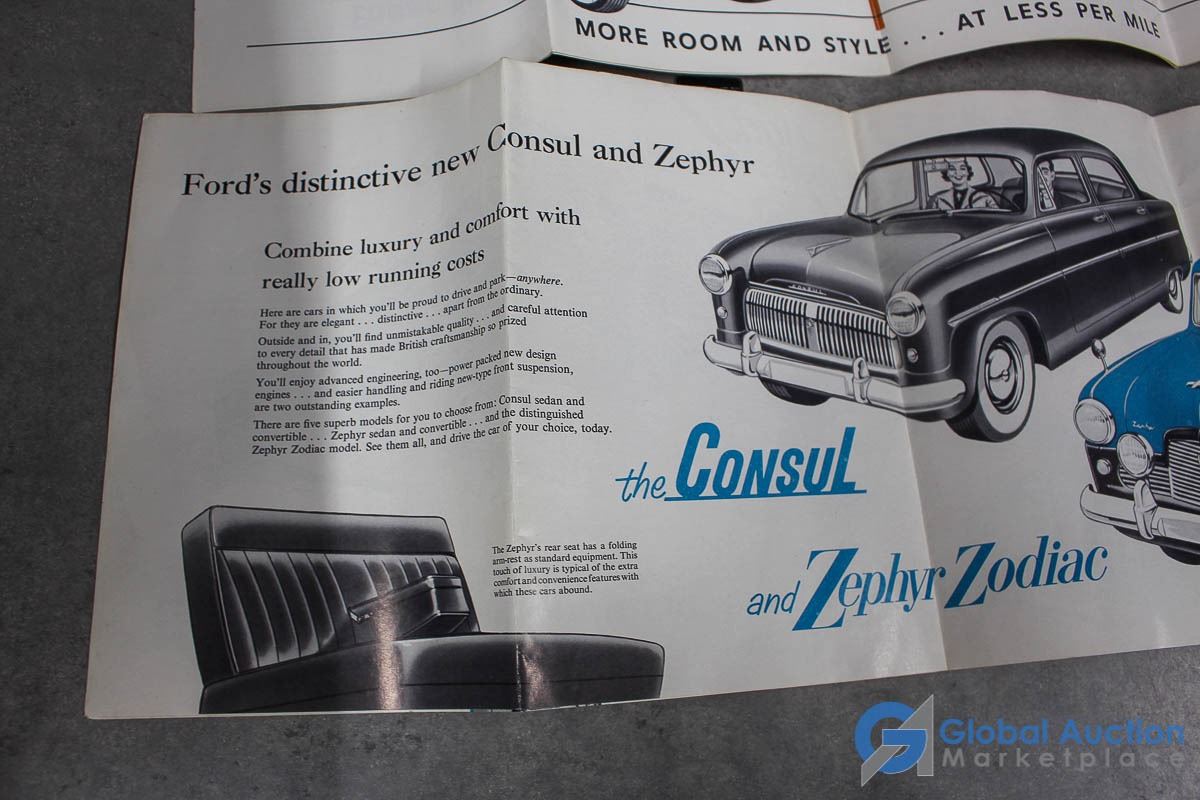 MORE ROOM AND STYLE . . . AT LESS PER MILE
Ford's distinctive new Consul and Zephyr
Combine luxury and comfort with
really low running costs
Here are cars in which you'll be proud to drive and park—anywhere.
For they are elegant . . . distinctive . . . apart from the ordinary.
Outside and in, you'll find unmistakable quality . . . and careful attention
to every detail that has made British craftsmanship so prized
throughout the world.
You'll enjoy advanced engineering, too—power packed new design
engines . . . and easier handling and riding new-type front suspension,
are two outstanding examples.
There are five superb models for you to choose from: Consul sedan and
convertible . . . Zephyr sedan and convertible . . . and the distinguished
Zephyr Zodiac model. See them all, and drive the car of your choice, today.
CONSUL
Zephyr
the CONSUL
The Zephyr's rear seat has a folding
arm-rest as standard equipment. This
touch of luxury is typical of the extra
comfort and convenience features with
which these cars abound.
and Zephyr Zodiac
Global Auction
Marketplace